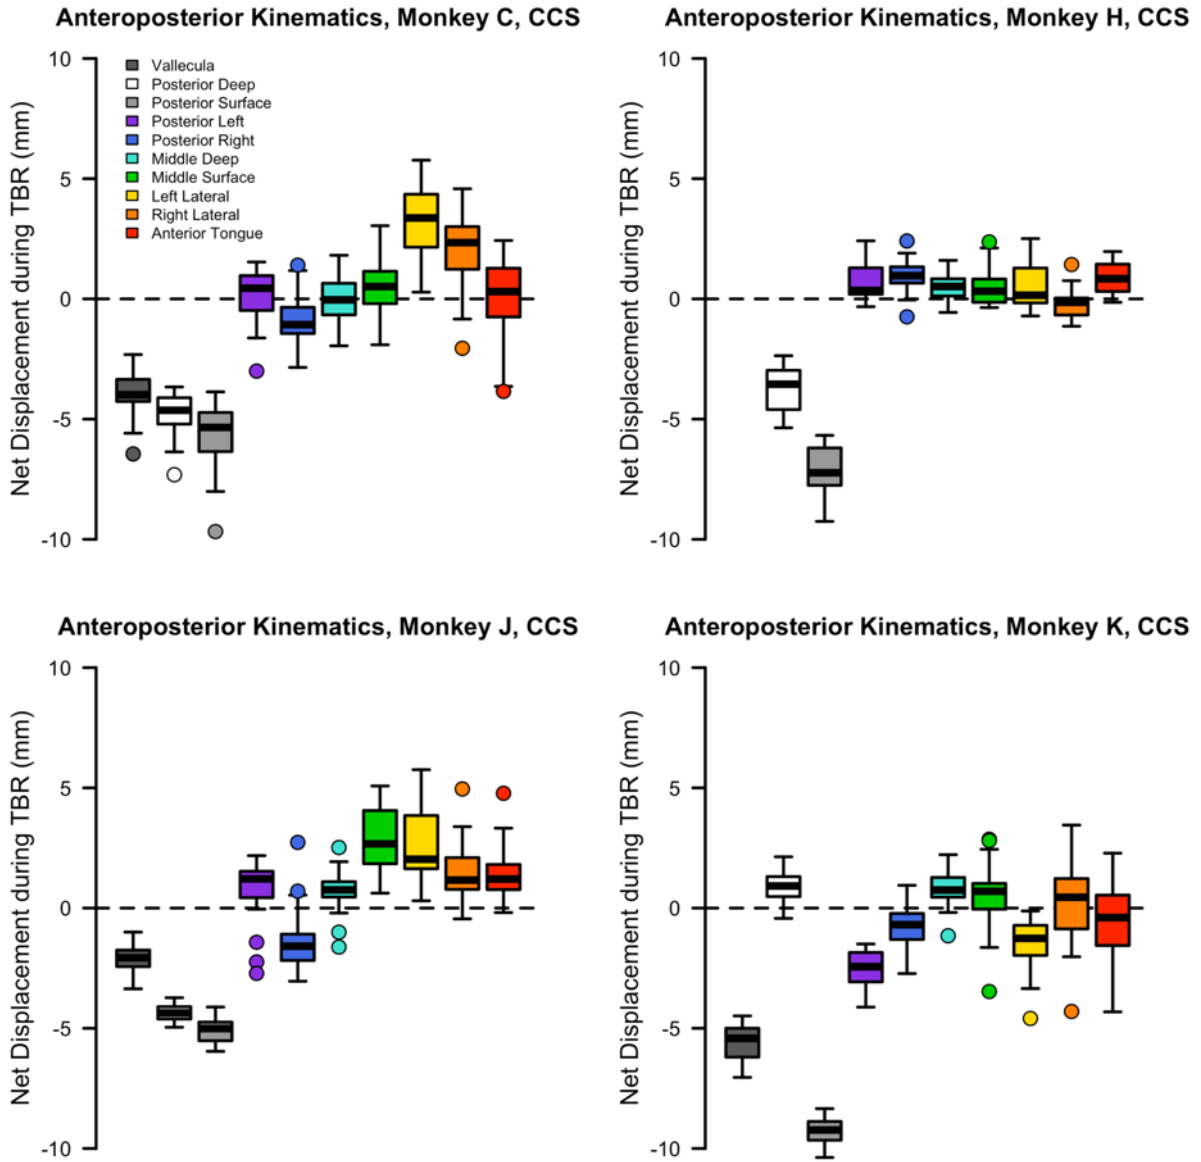 Anteroposterior Kinematics, Monkey C, CCS
Net Displacement during TBR (mm)
10
5
0
-5
-10
Vallecula
Posterior Deep
Posterior Surface
Posterior Left
Posterior Right
Middle Deep
Middle Surface
Left Lateral
Right Lateral
Anterior Tongue
Anteroposterior Kinematics, Monkey H, CCS
Net Displacement during TBR (mm)
10
5
0
-5
-10
Anteroposterior Kinematics, Monkey J, CCS
Net Displacement during TBR (mm)
10
5
0
-5
-10
Anteroposterior Kinematics, Monkey K, CCS
Net Displacement during TBR (mm)
10
5
0
-5
-10